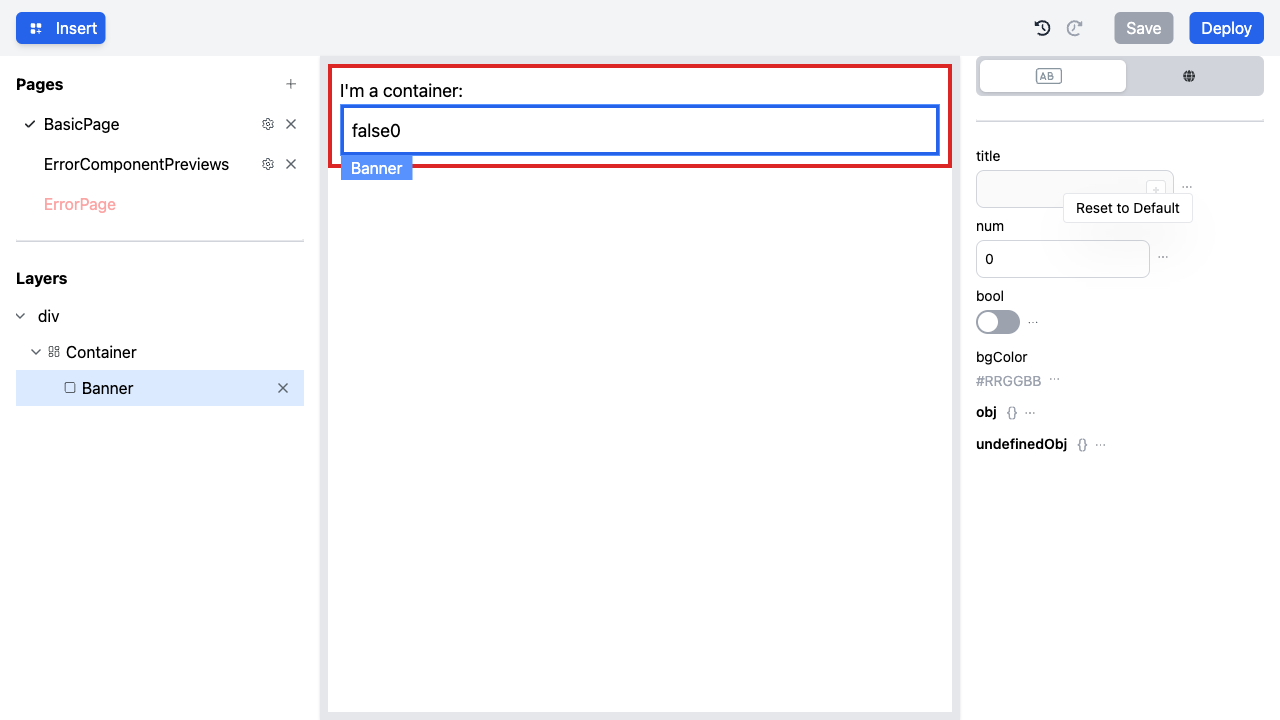 Insert
Save
Deploy
Pages
BasicPage
ErrorComponentPreviews
ErrorPage
Layers
div
Container
Banner
I'm a container:
false0
Banner
AB
title
Reset to Default
num
0
bool
bgColor
#RRGGBB
obj {}
undefinedObj {}